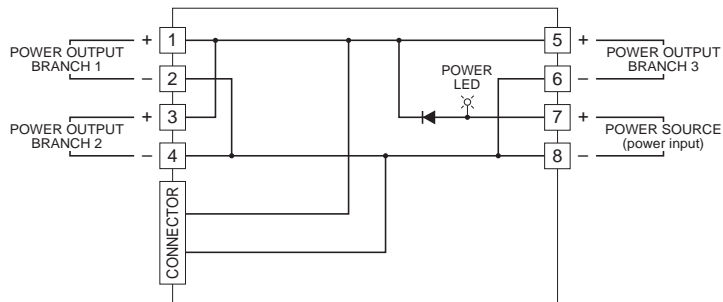 POWER OUTPUT
BRANCH 1
+ 1
– 2
POWER OUTPUT
BRANCH 2
+ 3
– 4
CONNECTOR
POWER
LED
5 +
6 –
POWER OUTPUT
BRANCH 3
7 +
8 –
POWER SOURCE
(power input)